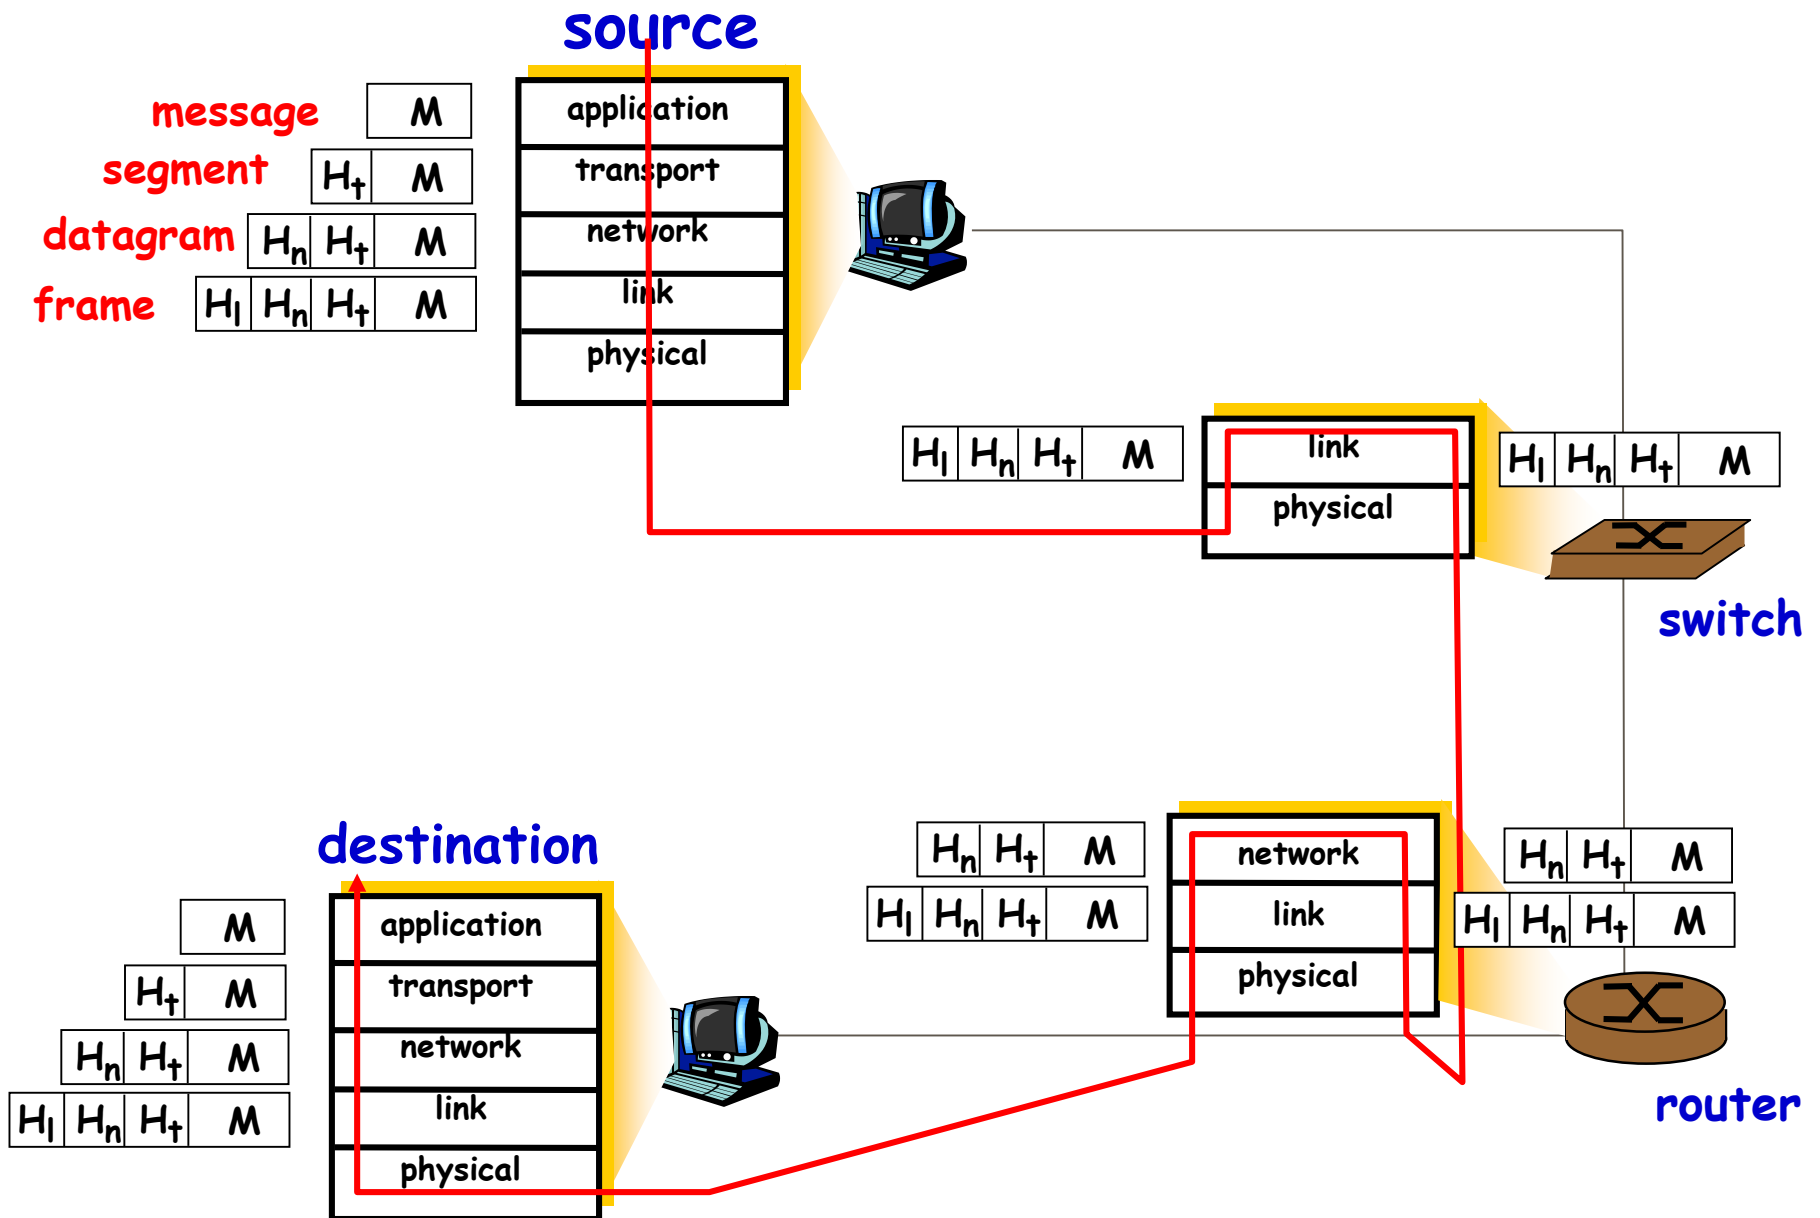 source
message M
segment Ht M
datagram Hn Ht M
frame Hl Hn Ht M
application
transport
network
link
physical
Hl Hn Ht M
link
physical
Hl Hn Ht M
switch
destination
M
Ht M
Hn Ht M
Hl Hn Ht M
application
transport
network
link
physical
Hn Ht M
Hl Hn Ht M
network
link
physical
Hn Ht M
Hl Hn Ht M
router